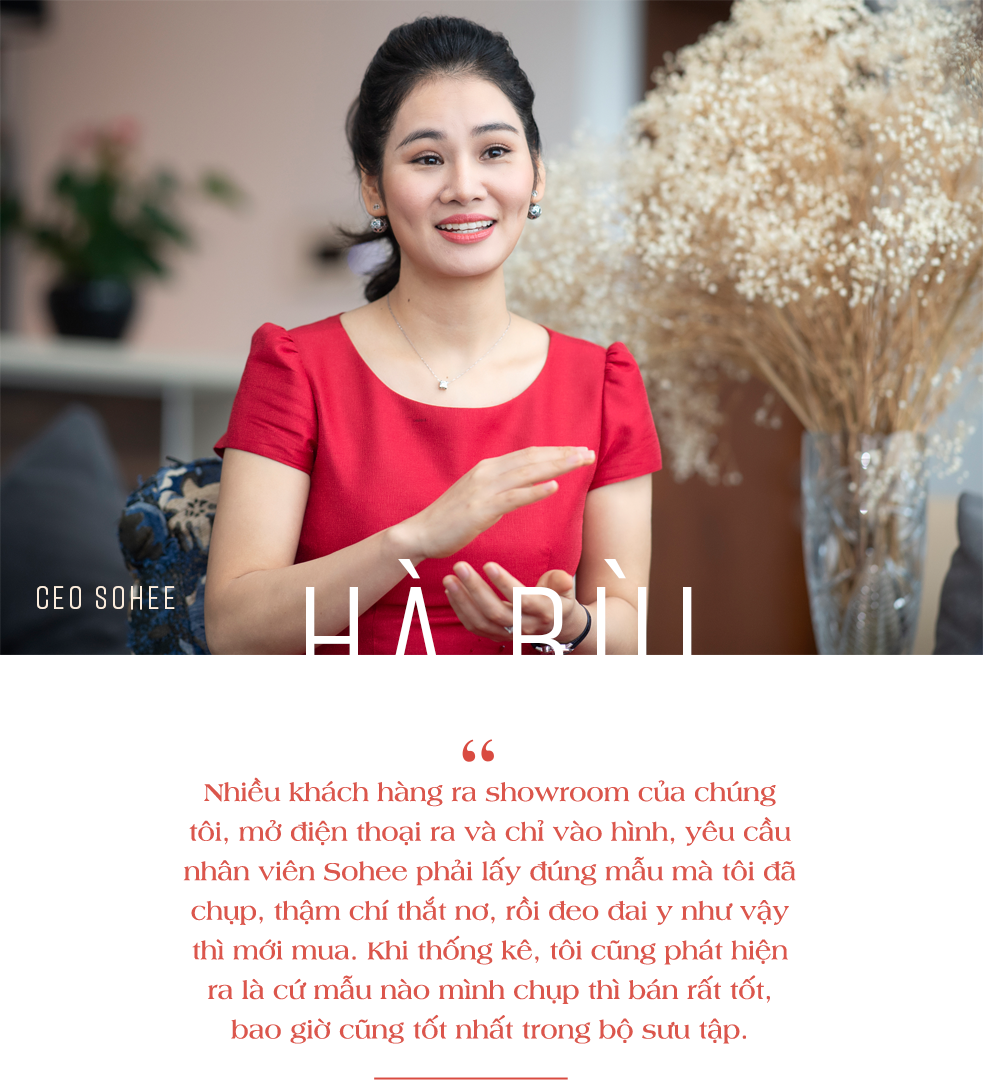 CEO SOHEE
HÀ BÙI
“
Nhiều khách hàng ra showroom của chúng
tôi, mở điện thoại ra và chỉ vào hình, yêu cầu
nhân viên Sohee phải lấy đúng mẫu mà tôi đã
chụp, thậm chí thắt nơ, rồi đeo đai y như vậy
thì mới mua. Khi thống kê, tôi cũng phát hiện
ra là cứ mẫu nào mình chụp thì bán rất tốt,
bao giờ cũng tốt nhất trong bộ sưu tập.